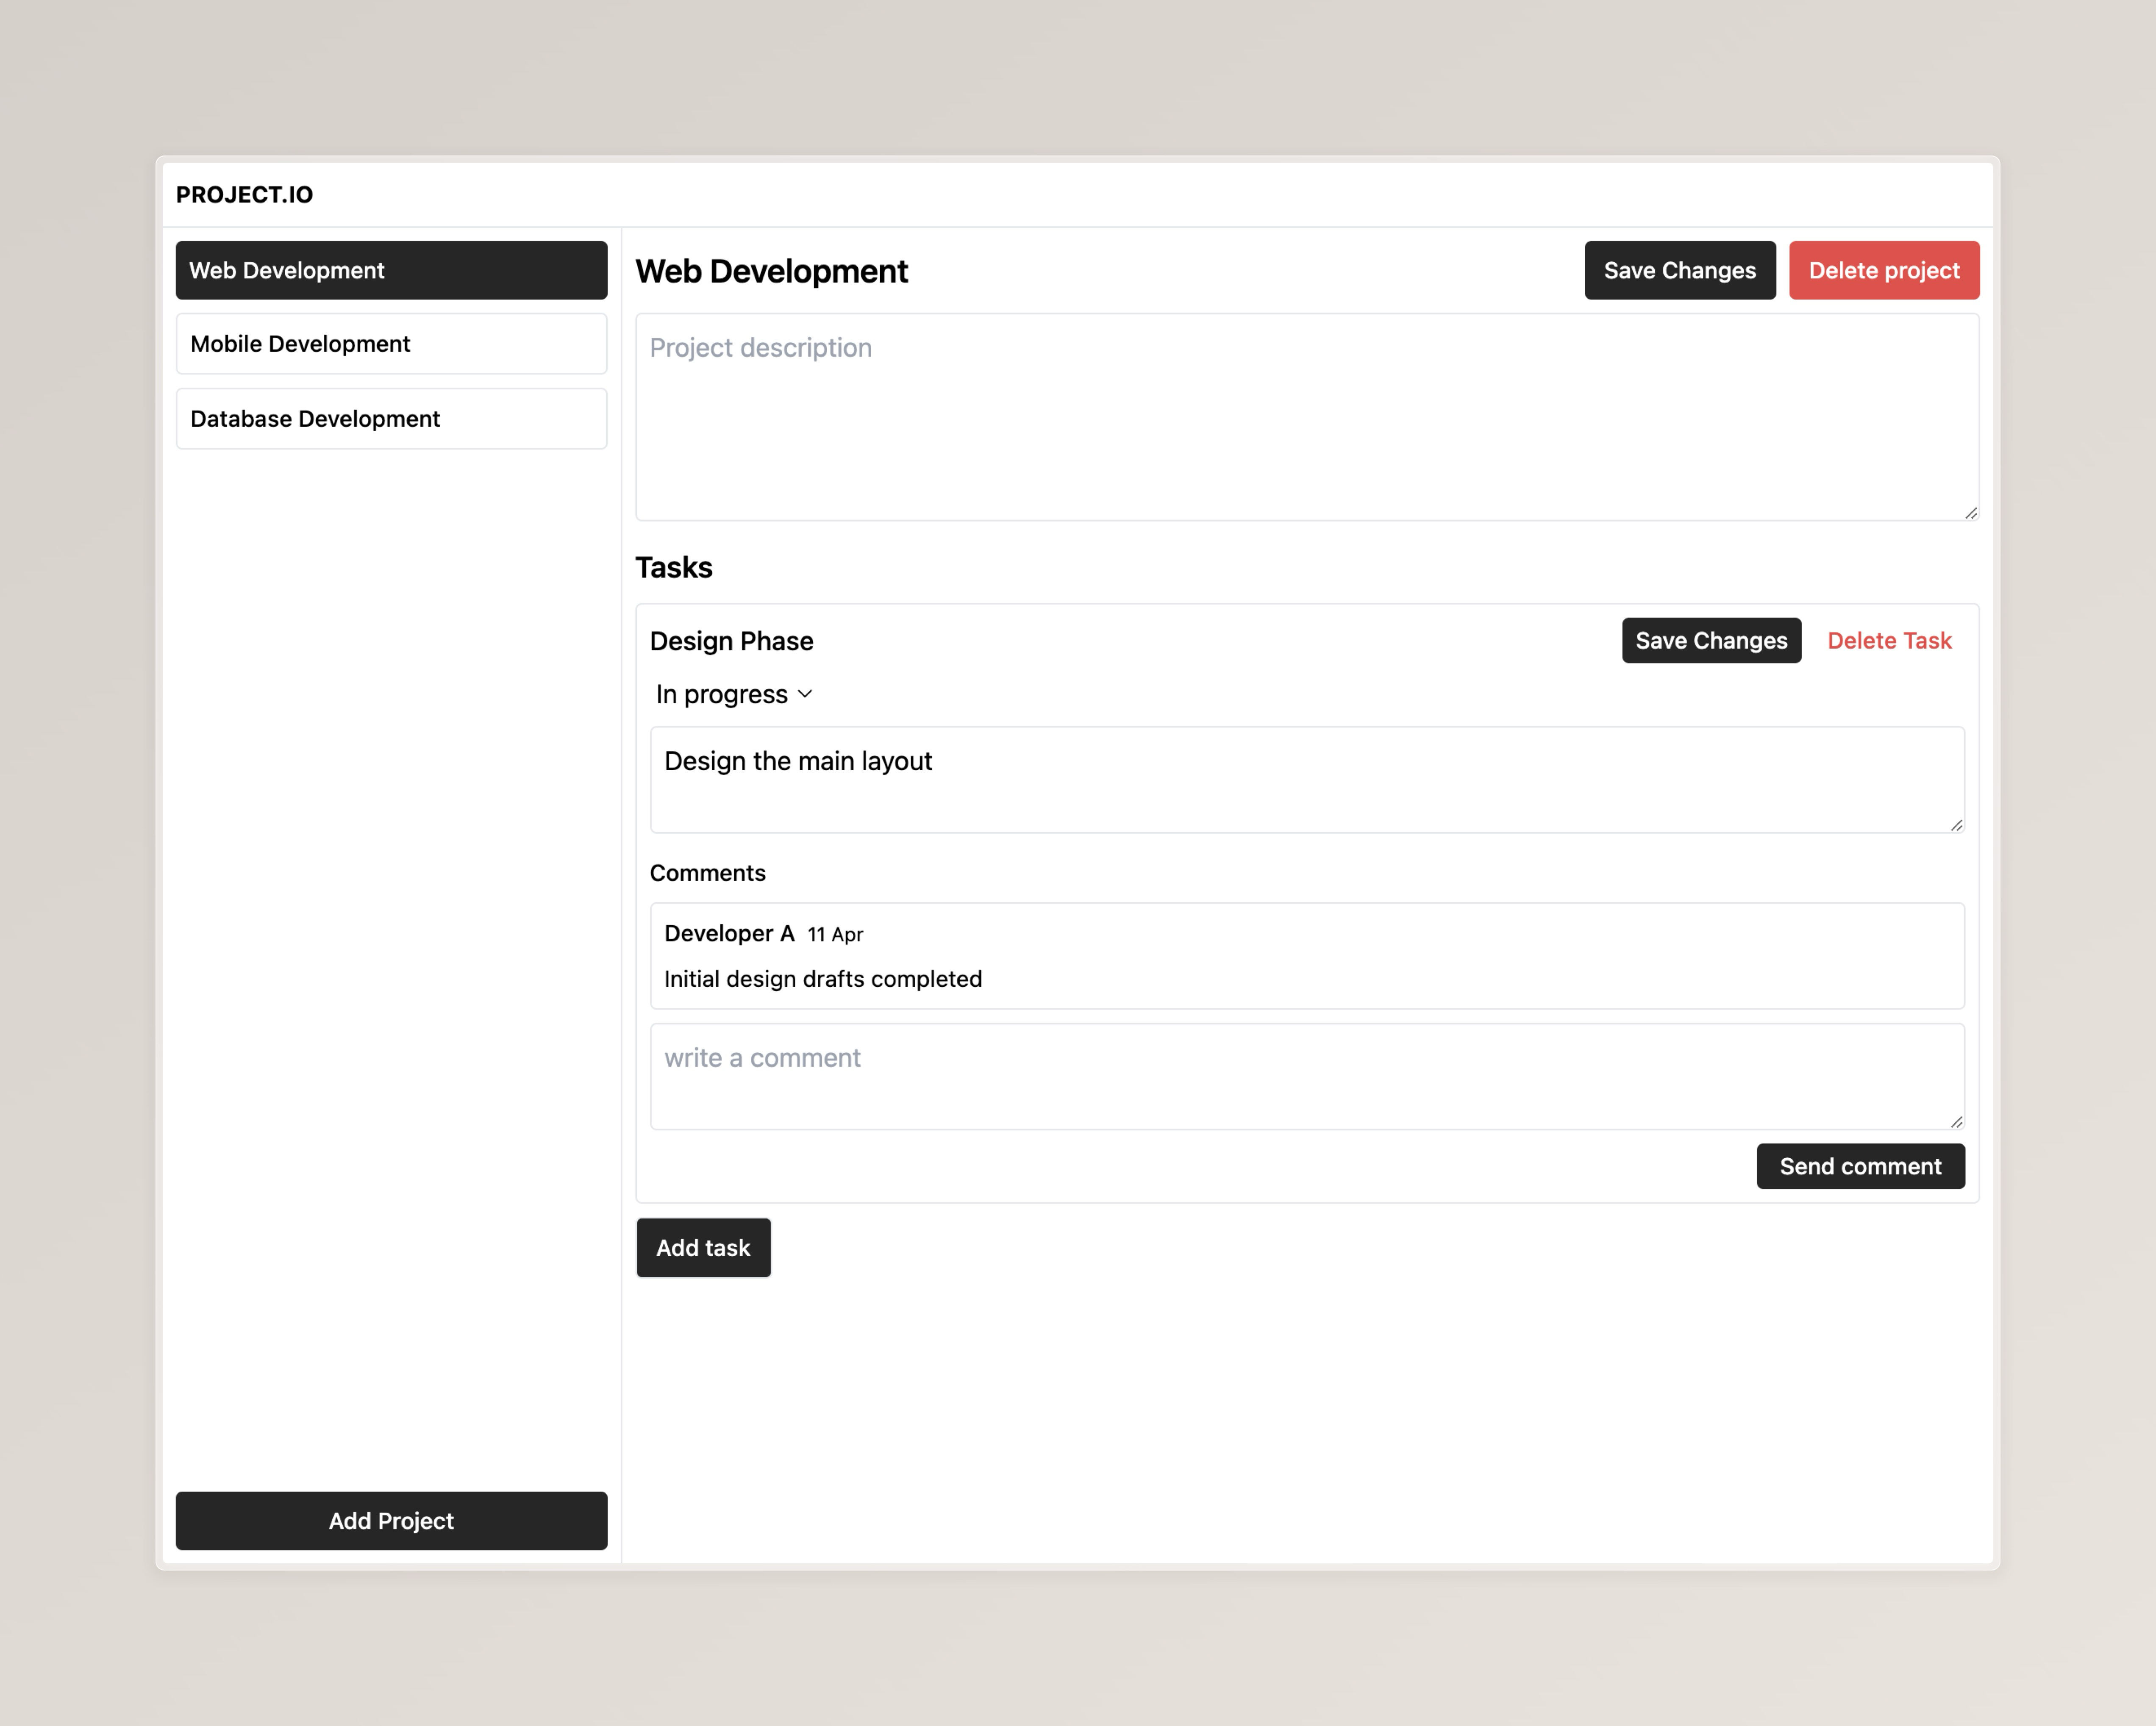 PROJECT.IO
Web Development
Mobile Development
Database Development
Add Project
Web Development
Save Changes
Delete project
Project description
Tasks
Design Phase
Save Changes
Delete Task
In progress
Design the main layout
Comments
Developer A 11 Apr
Initial design drafts completed
write a comment
Send comment
Add task